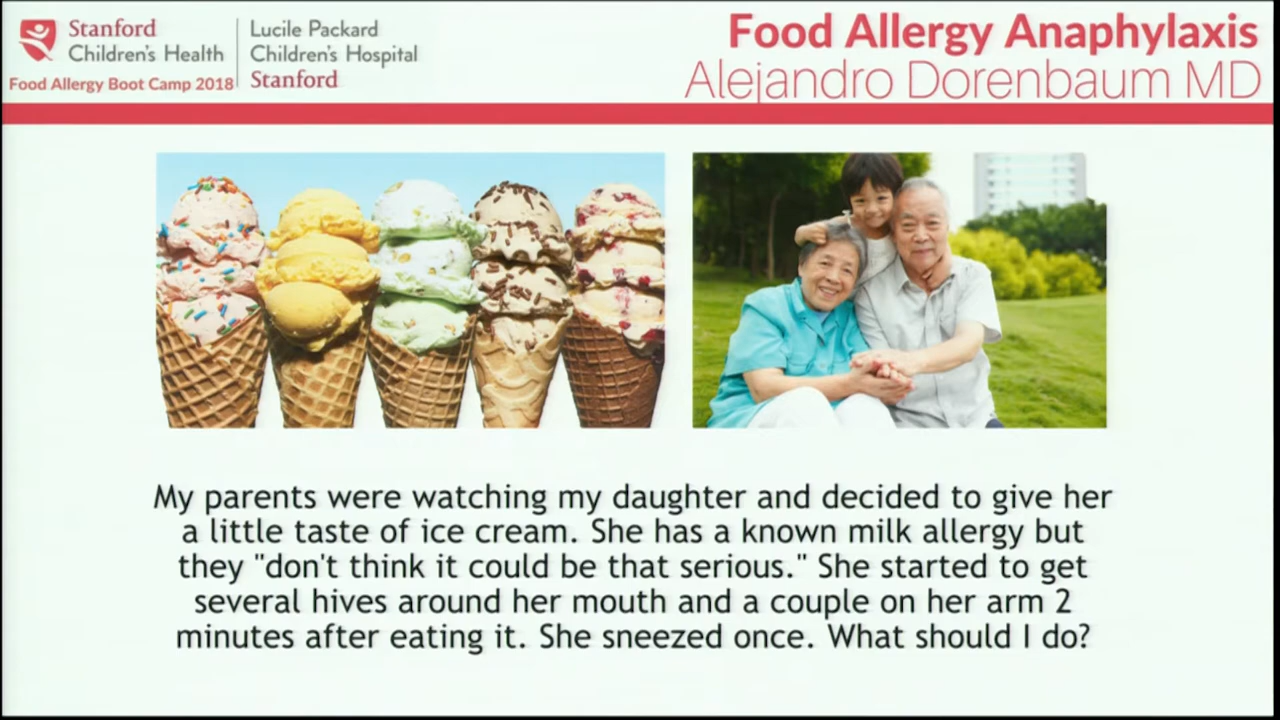 Stanford
Children's Health
Food Allergy Boot Camp 2018
Lucile Packard
Children's Hospital
Stanford
Food Allergy Anaphylaxis
Alejandro Dorenbaum MD
My parents were watching my daughter and decided to give her
a little taste of ice cream. She has a known milk allergy but
they "don't think it could be that serious." She started to get
several hives around her mouth and a couple on her arm 2
minutes after eating it. She sneezed once. What should I do?